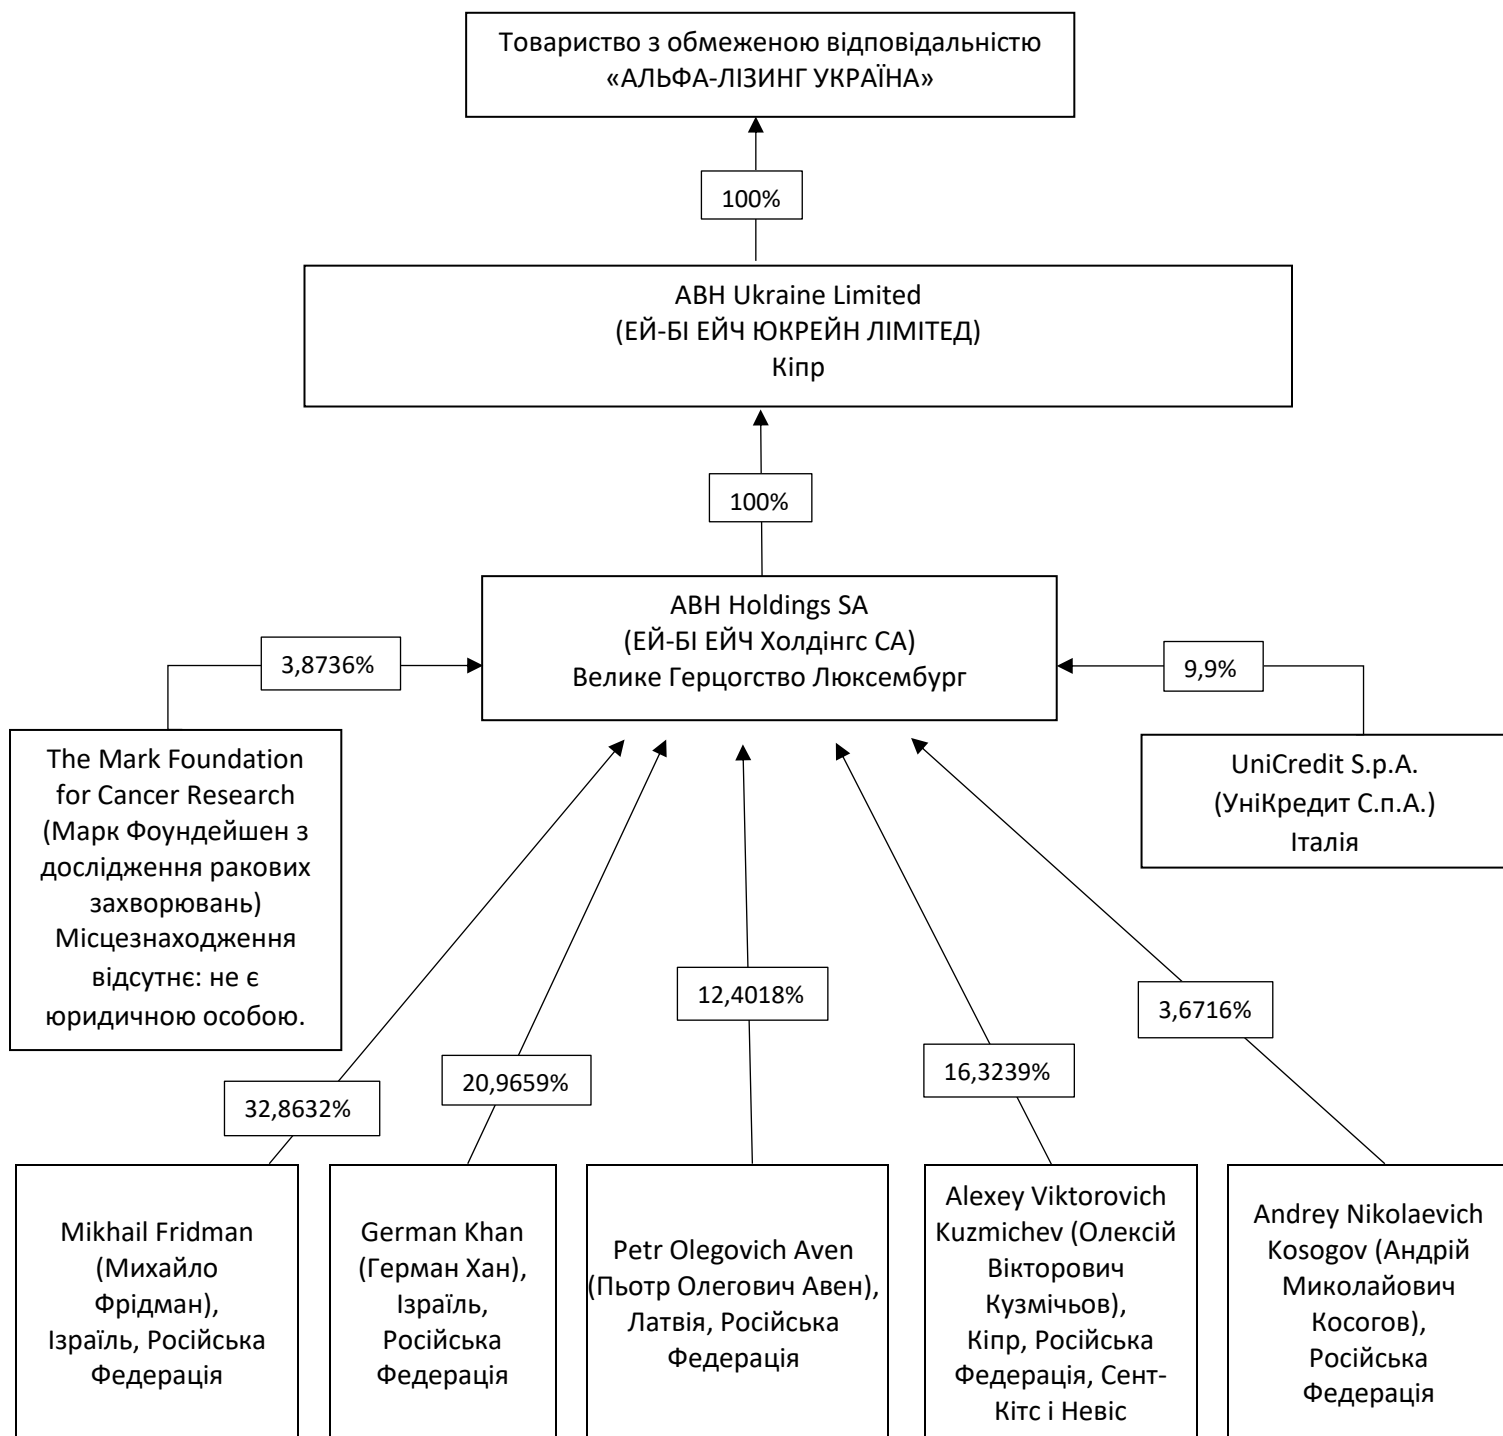 Товариство з обмеженою відповідальністю
«АЛЬФА-ЛІЗИНГ УКРАЇНА»
100%
ABH Ukraine Limited
(ЕЙ-БІ ЕЙЧ ЮКРЕЙН ЛІМІТЕД)
Кіпр
100%
ABH Holdings SA
(ЕЙ-БІ ЕЙЧ Холдінгс СА)
Велике Герцогство Люксембург
3,8736%
9,9%
The Mark Foundation
for Cancer Research
(Марк Фоундейшен з
дослідження ракових
захворювань)
Місцезнаходження
відсутнє: не є
юридичною особою.
UniCredit S.p.A.
(УніКредит С.п.А.)
Італія
32,8632%
20,9659%
12,4018%
16,3239%
3,6716%
Mikhail Fridman
(Михайло
Фрідман),
Ізраїль, Російська
Федерація
German Khan
(Герман Хан),
Ізраїль,
Російська
Федерація
Petr Olegovich Aven
(Пьотр Олегович Авен),
Латвія, Російська
Федерація
Alexey Viktorovich
Kuzmichev (Олексій
Вікторович
Кузмічьов),
Кіпр, Російська
Федерація, Сент-
Кітс і Невіс
Andrey Nikolaevich
Kosogov (Андрій
Миколайович
Косогов),
Російська
Федерація